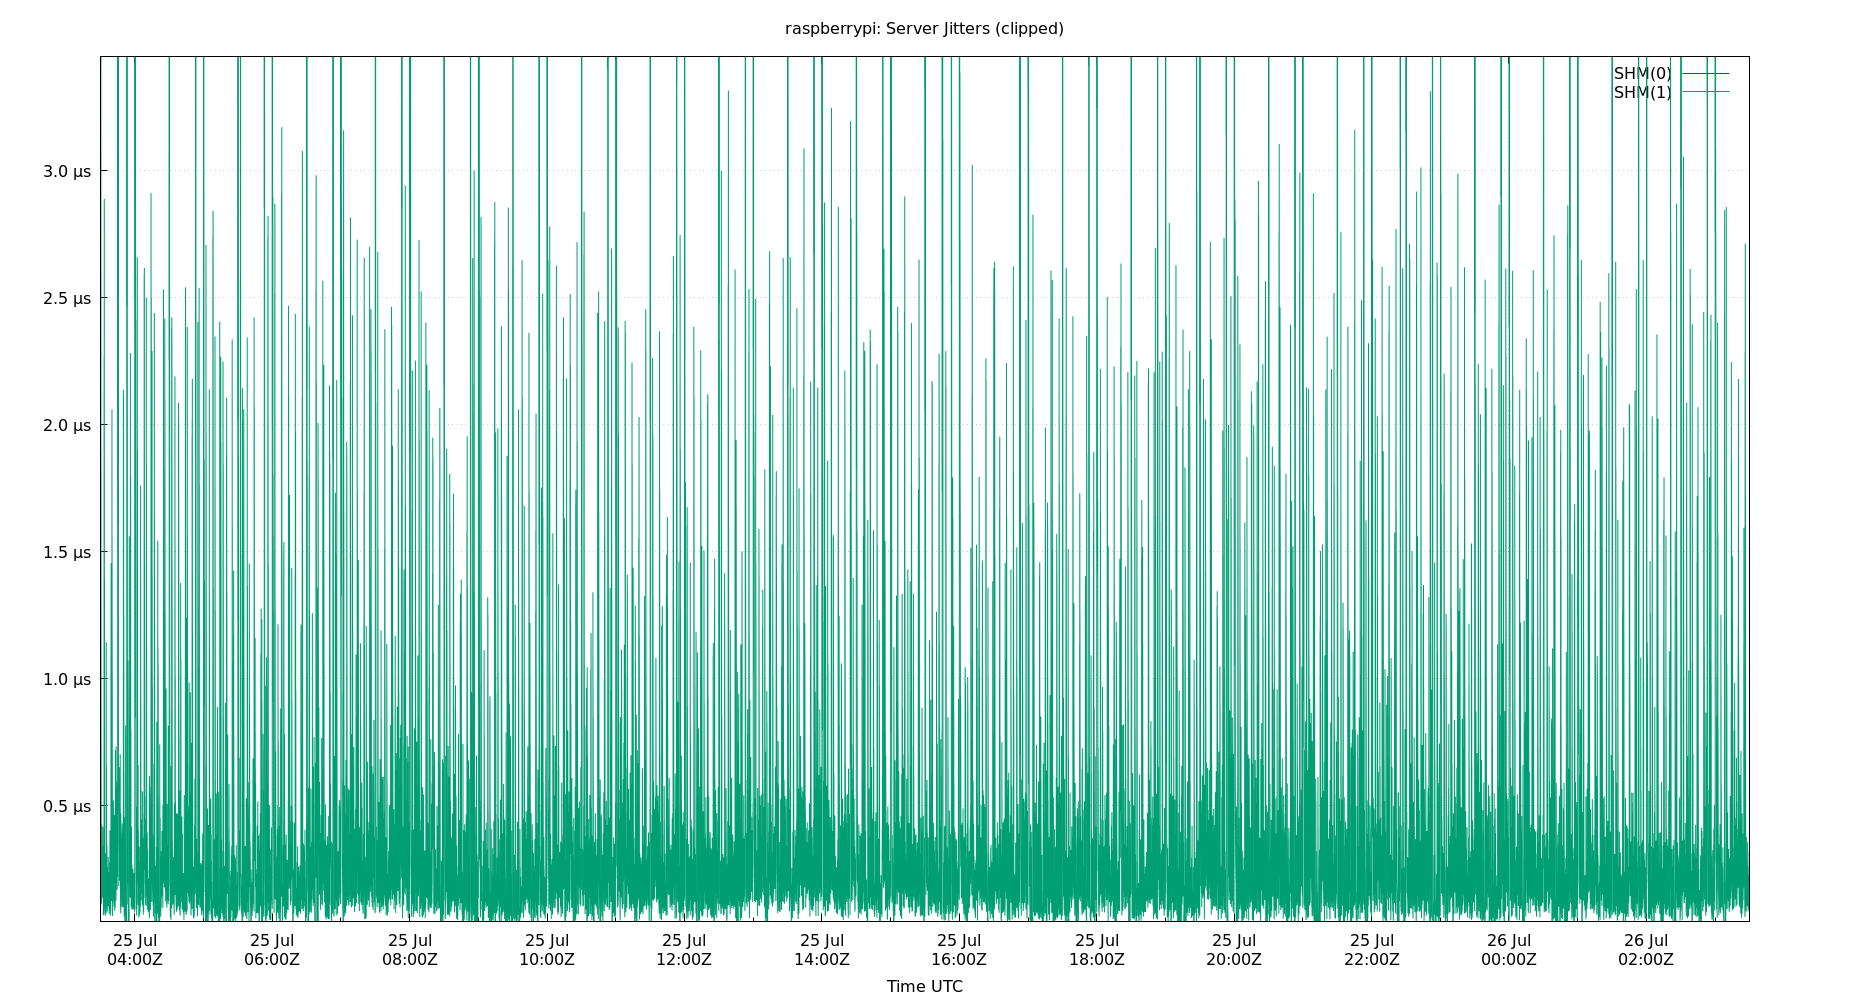 raspberrypi: Server Jitters (clipped)
SHM(0)
SHM(1)
3.0 µs
2.5 µs
2.0 µs
1.5 µs
1.0 µs
0.5 µs
25 Jul 25 Jul 25 Jul 25 Jul 25 Jul 25 Jul 25 Jul 25 Jul 25 Jul 25 Jul 26 Jul 26 Jul
04:00Z 06:00Z 08:00Z 10:00Z 12:00Z 14:00Z 16:00Z 18:00Z 20:00Z 22:00Z 00:00Z 02:00Z
Time UTC